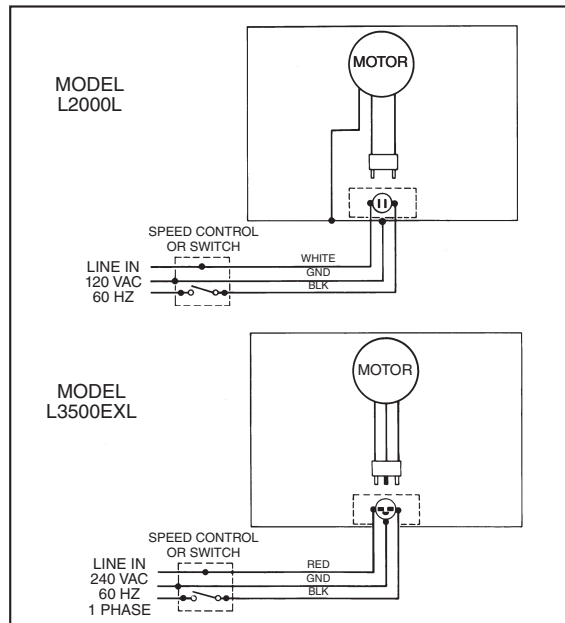 MODEL
L2000L
MOTOR
SPEED CONTROL
OR SWITCH
LINE IN
120 VAC
60 HZ
WHITE
GND
BLK
MODEL
L3500EXL
MOTOR
SPEED CONTROL
OR SWITCH
LINE IN
240 VAC
60 HZ
1 PHASE
RED
GND
BLK